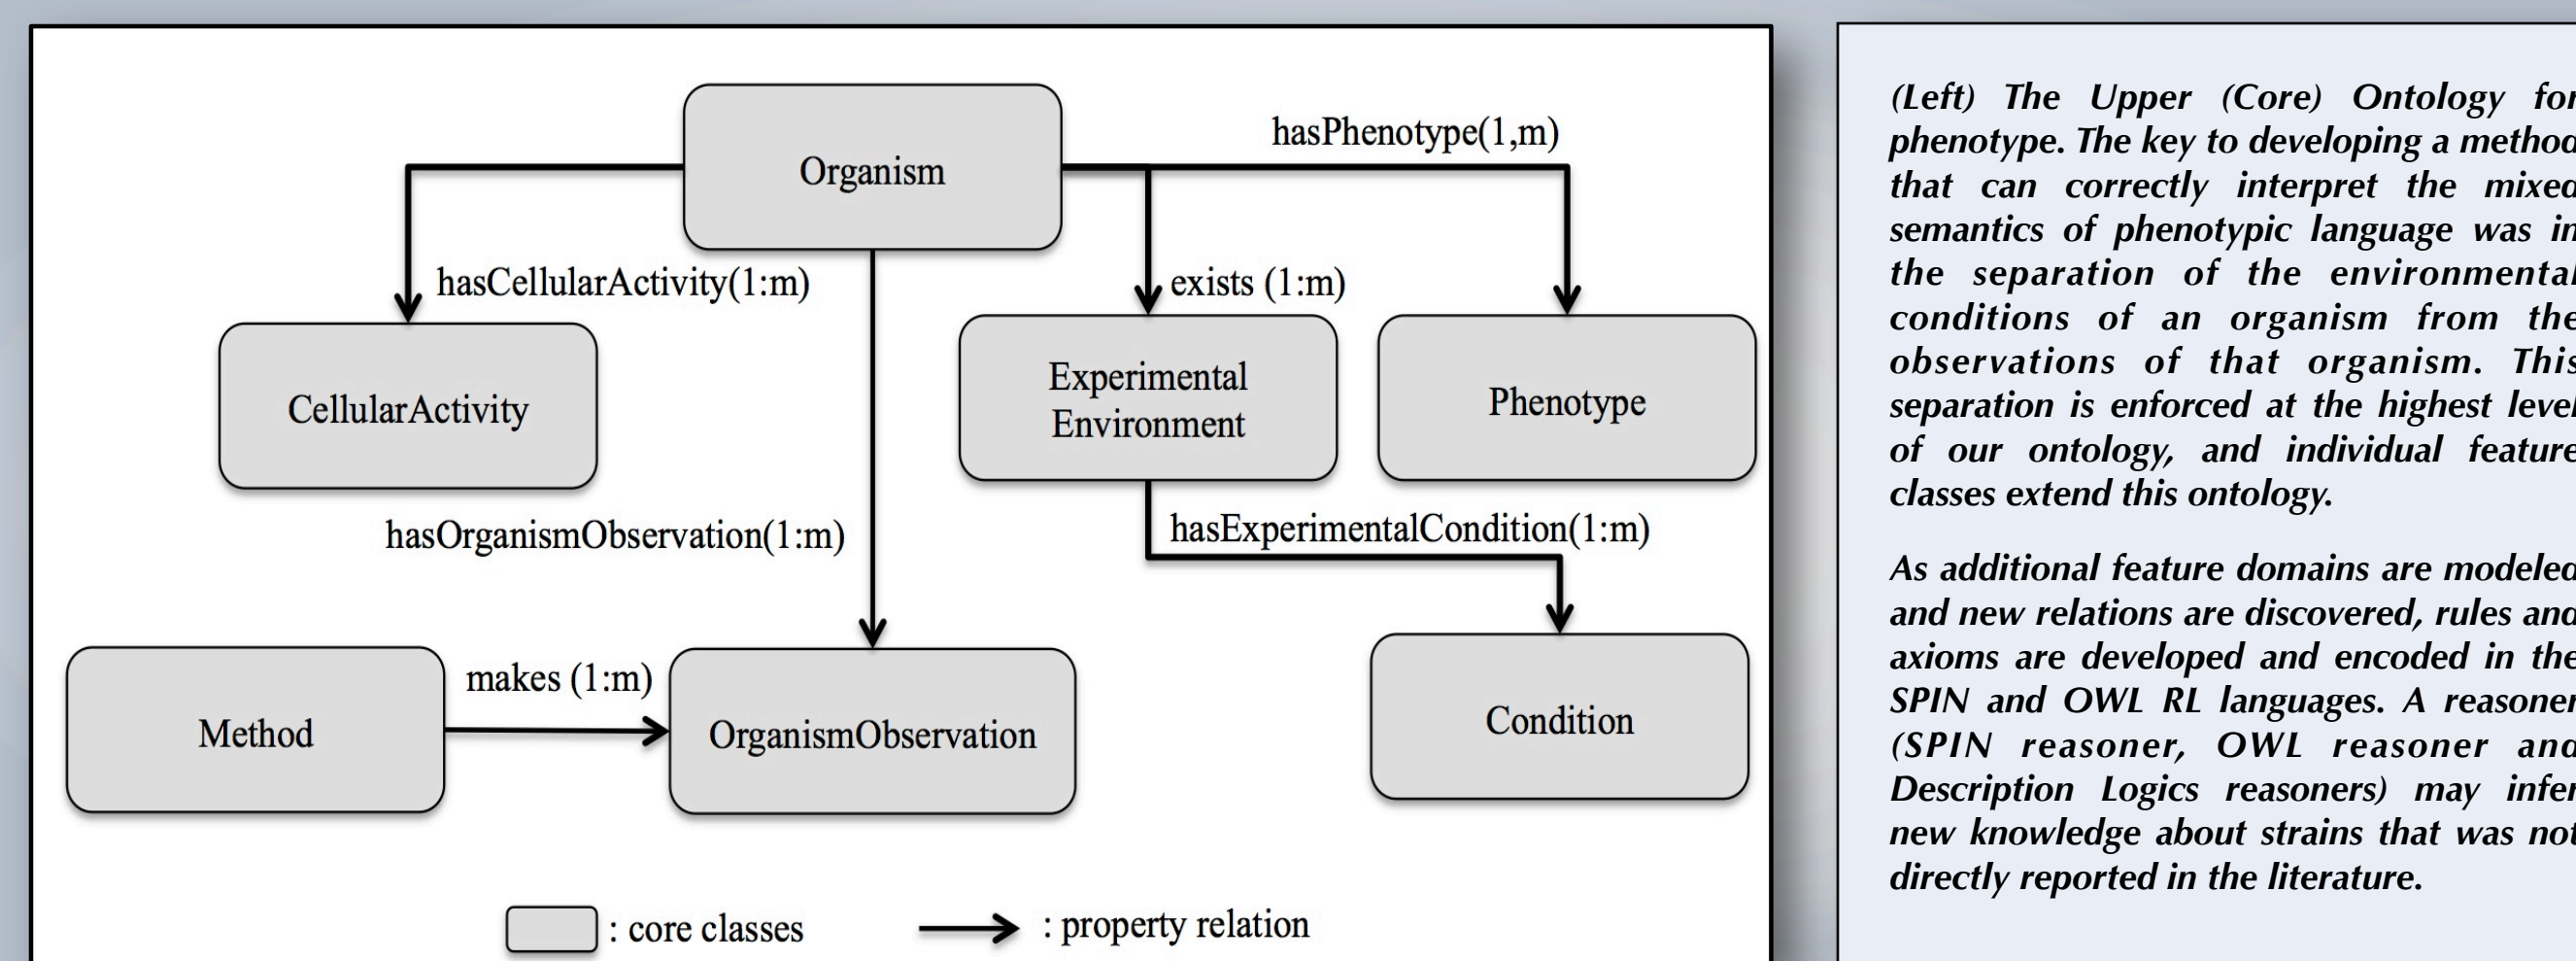 Organism
hasPhenotype(1,m)
hasCellularActivity(1:m)
exists (1:m)
CellularActivity
Experimental
Environment
Phenotype
hasOrganismObservation(1:m)
hasExperimentalCondition(1:m)
makes (1:m)
Method
OrganismObservation
Condition
: core classes
: property relation
(Left) The Upper (Core) Ontology for
phenotype. The key to developing a method
that can correctly interpret the mixed
semantics of phenotypic language was in
the separation of the environmental
conditions of an organism from the
observations of that organism. This
separation is enforced at the highest level
of our ontology, and individual feature
classes extend this ontology.
As additional feature domains are modeled
and new relations are discovered, rules and
axioms are developed and encoded in the
SPIN and OWL RL languages. A reasoner
(SPIN reasoner, OWL reasoner and
Description Logics reasoners) may infer
new knowledge about strains that was not
directly reported in the literature.